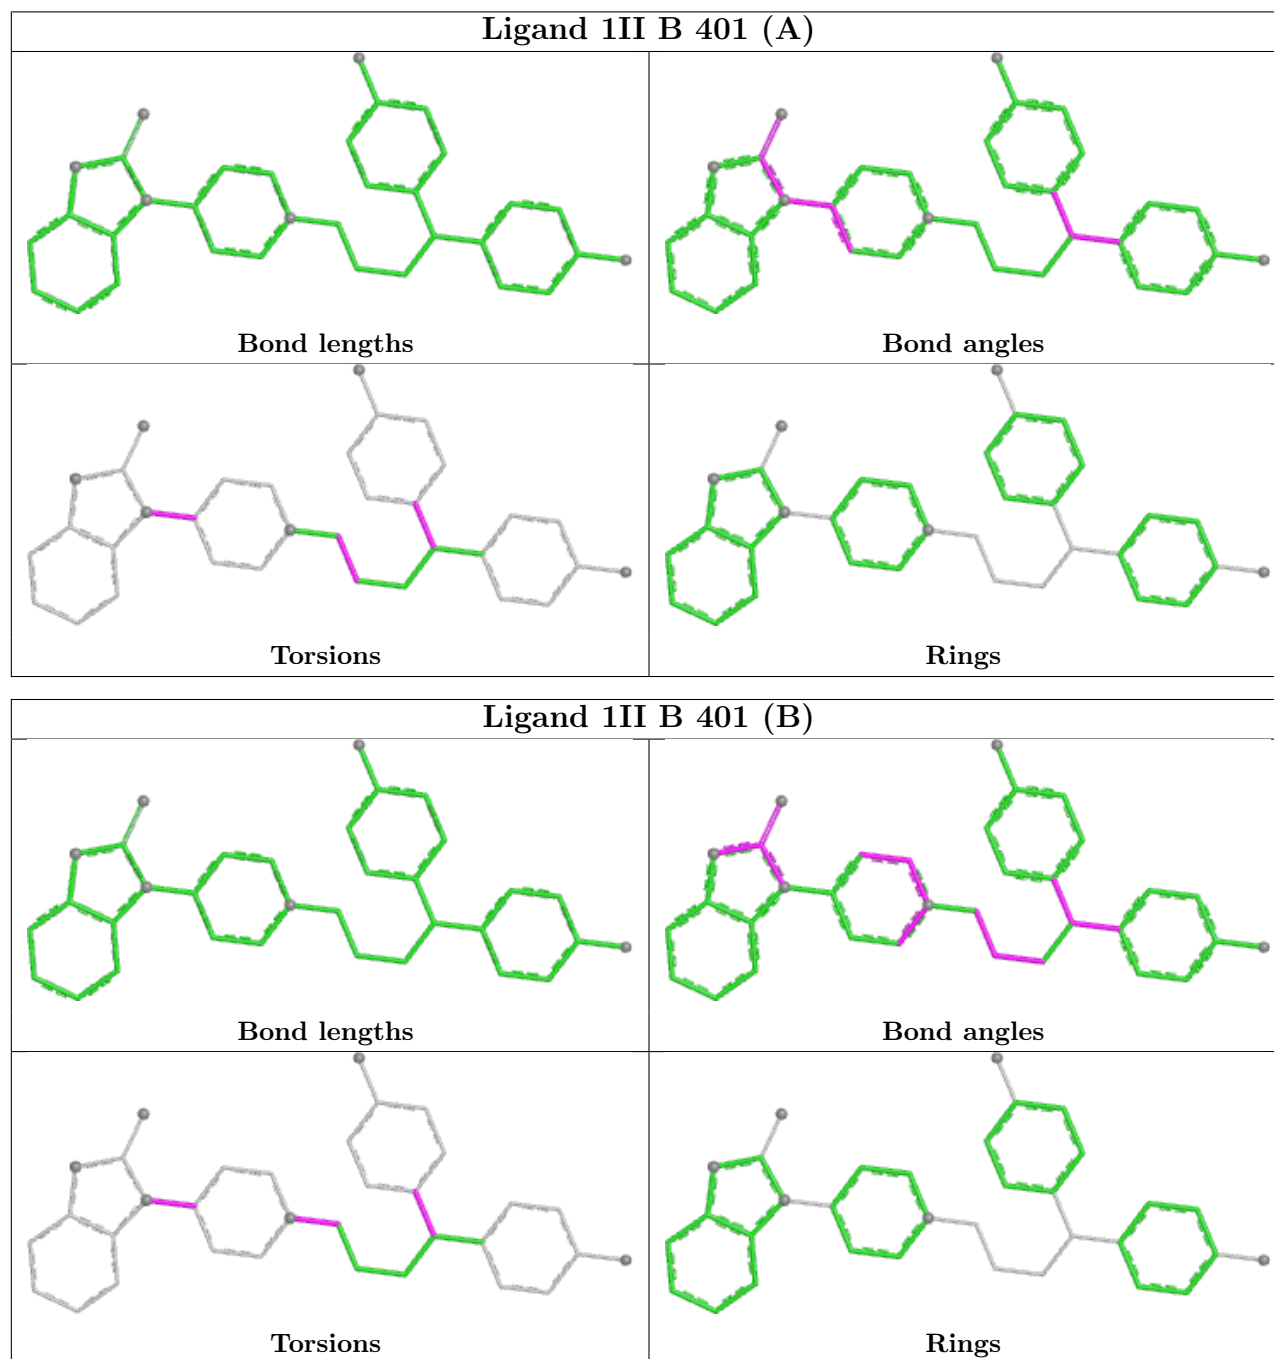 Ligand 1II B 401 (A)
Bond lengths
Bond angles
Torsions
Rings
Ligand 1II B 401 (B)
Bond lengths
Bond angles
Torsions
Rings